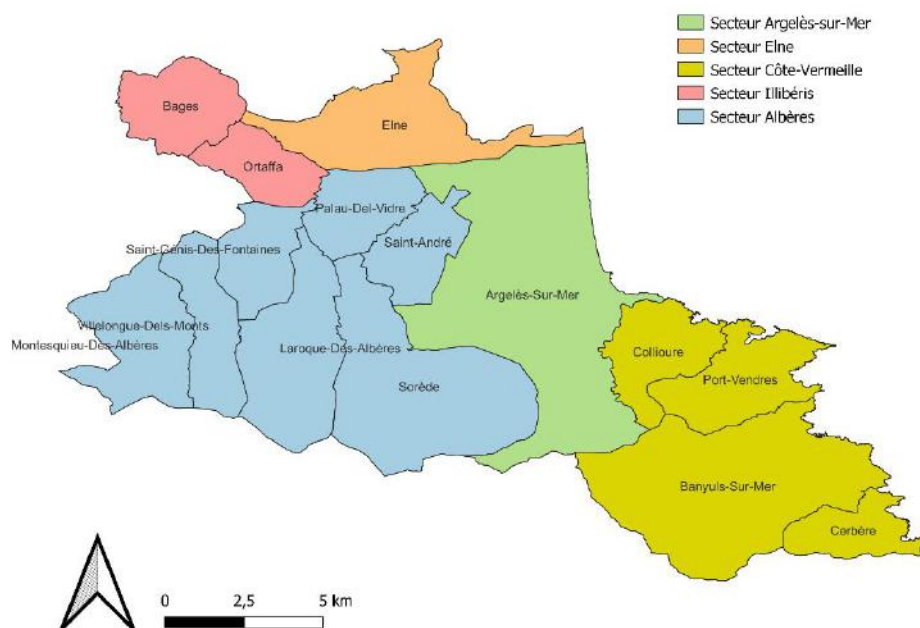 Secteur Argelès-sur-Mer
Secteur Elne
Secteur Côte-Vermeille
Secteur Illibéris
Secteur Albères
Bages
Elne
Ortaffa
Palau-Del-Vidre
Saint-Génis-Des-Fontaines
Saint-André
Argelès-Sur-Mer
Villelongue-Dels-Monts
Montesquieu-Des-Albères
Laroque-Des-Albères
Collioure
Port-Vendres
Sorède
Banyuls-Sur-Mer
Cerbère
0 2,5 5 km